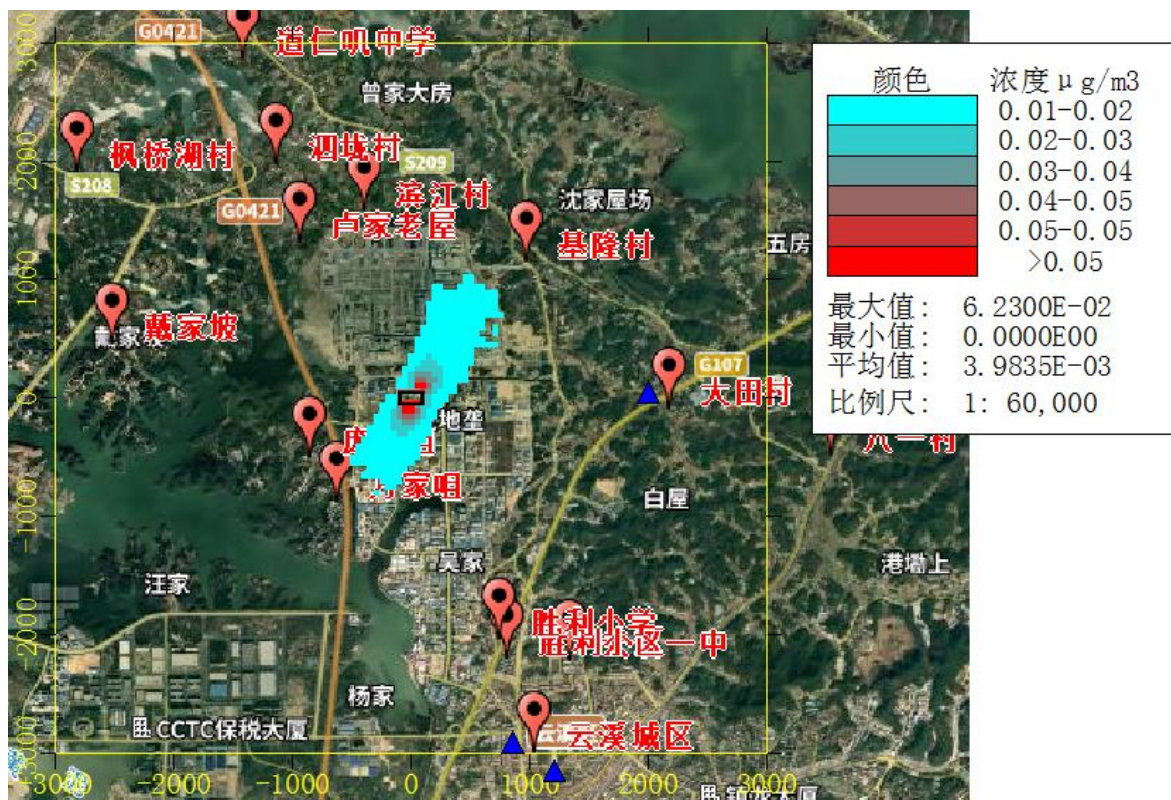 G0421
道仁矶中学
曾家大房
枫桥湖村
泗垅村
S209
S208
滨江村
G0421
卢家老屋
沈家屋场
基隆村
五房
戴家坡
G107
大田村
地垄
八一村
白屋
吴家
港墈上
汪家
胜利小学
杨家
CCTC保税大厦
云溪城区
3000
2000
1000
0
-1000
-2000
-3000
-3000
-2000
-1000
0
1000
2000
3000
颜色 浓度μg/m3
0.01-0.02
0.02-0.03
0.03-0.04
0.04-0.05
0.05-0.05
>0.05
最大值: 6.2300E-02
最小值: 0.0000E00
平均值: 3.9835E-03
比例尺: 1: 60,000